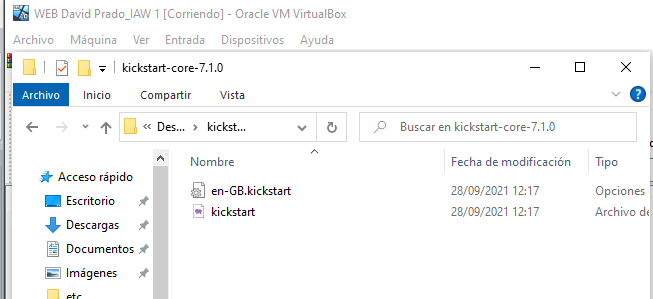 WEB David Prado_IAW 1 [Corriendo] - Oracle VM VirtualBox
Archivo Máquina Ver Entrada Dispositivos Ayuda
kickstart-core-7.1.0
Archivo Inicio Compartir Vista
« Des... kickst... Buscar en kickstart-core-7.1.0
Nombre Fecha de modificación Tipo
Acceso rápido
en-GB.kickstart 28/09/2021 12:17 Opciones
Escritorio
kickstart 28/09/2021 12:17 Archivo de
Descargas
Documentos
Imágenes
etc